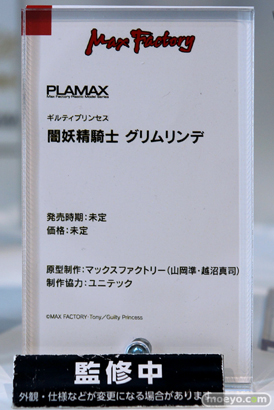 Max Factory
PLAMAX
Max Factory Plastic Model Series
ギルティプリンセス
闇妖精騎士 グリムリンデ
発売時期：未定
価格：未定
原型制作：マックスファクトリー（山岡準・越沼真司）
制作協力：ユニテック
©MAX FACTORY・Tony／Guilty Princess
監修中
外観・仕様などが変更になる場合があります
moeyo.com